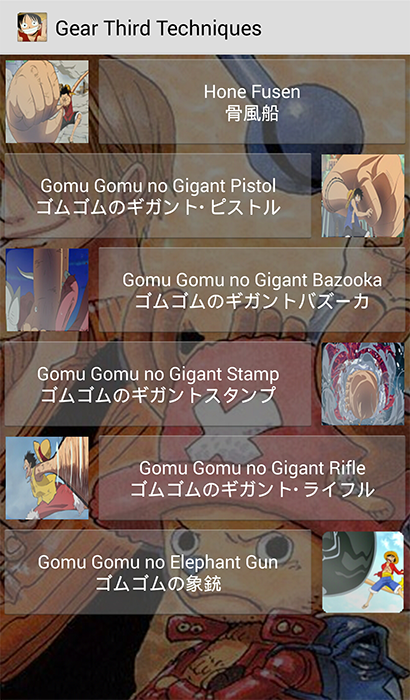 Gear Third Techniques
Hone Fusen
骨風船
Gomu Gomu no Gigant Pistol
ゴムゴムのギガント・ピストル
Gomu Gomu no Gigant Bazooka
ゴムゴムのギガントバズーカ
Gomu Gomu no Gigant Stamp
ゴムゴムのギガントスタンプ
Gomu Gomu no Gigant Rifle
ゴムゴムのギガント・ライフル
Gomu Gomu no Elephant Gun
ゴムゴムの象銃